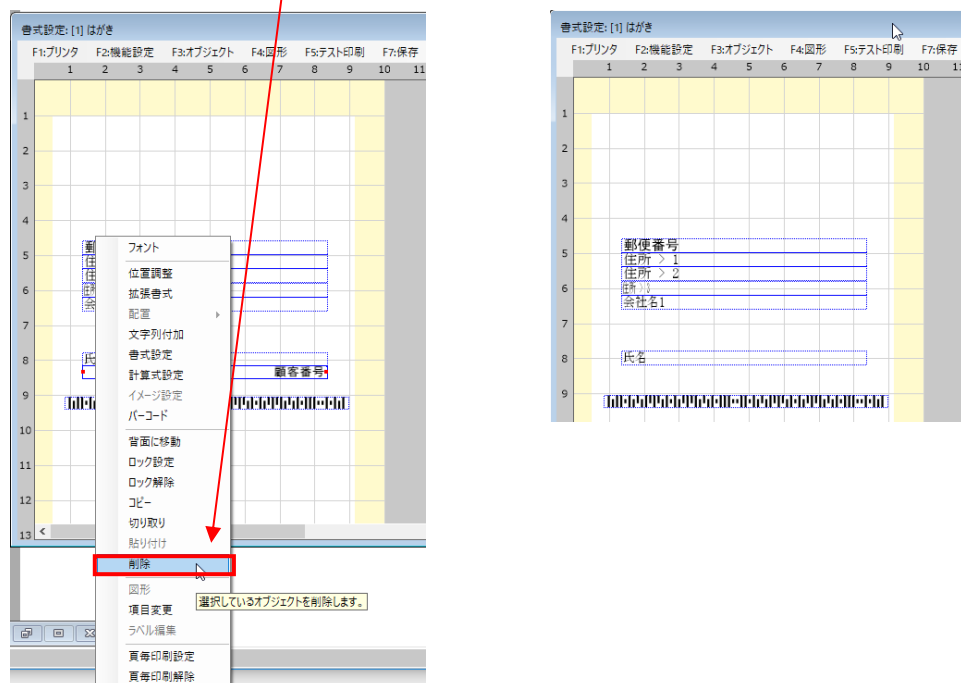 書式設定: [1] はがき
F1:プリンタ F2:機能設定 F3:オブジェクト F4:図形 F5:テスト印刷 F7:保存
1 2 3 4 5 6 7 8 9 10 11
1
2
3
4
5
6
7
8
9
10
11
12
13
郵
住
住
氏
顧客番号
フォント
位置調整
拡張書式
配置
文字列付加
書式設定
計算式設定
イメージ設定
バーコード
背面に移動
ロック設定
ロック解除
コピー
切り取り
貼り付け
削除
図形
項目変更
ラベル編集
頁毎印刷設定
頁毎印刷解除
選択しているオブジェクトを削除します。
書式設定: [1] はがき
F1:プリンタ F2:機能設定 F3:オブジェクト F4:図形 F5:テスト印刷 F7:保存
1 2 3 4 5 6 7 8 9 10
1
2
3
4
5
6
7
8
9
郵便番号
住所 > 1
住所 > 2
住所 > 3
会社名1
氏名